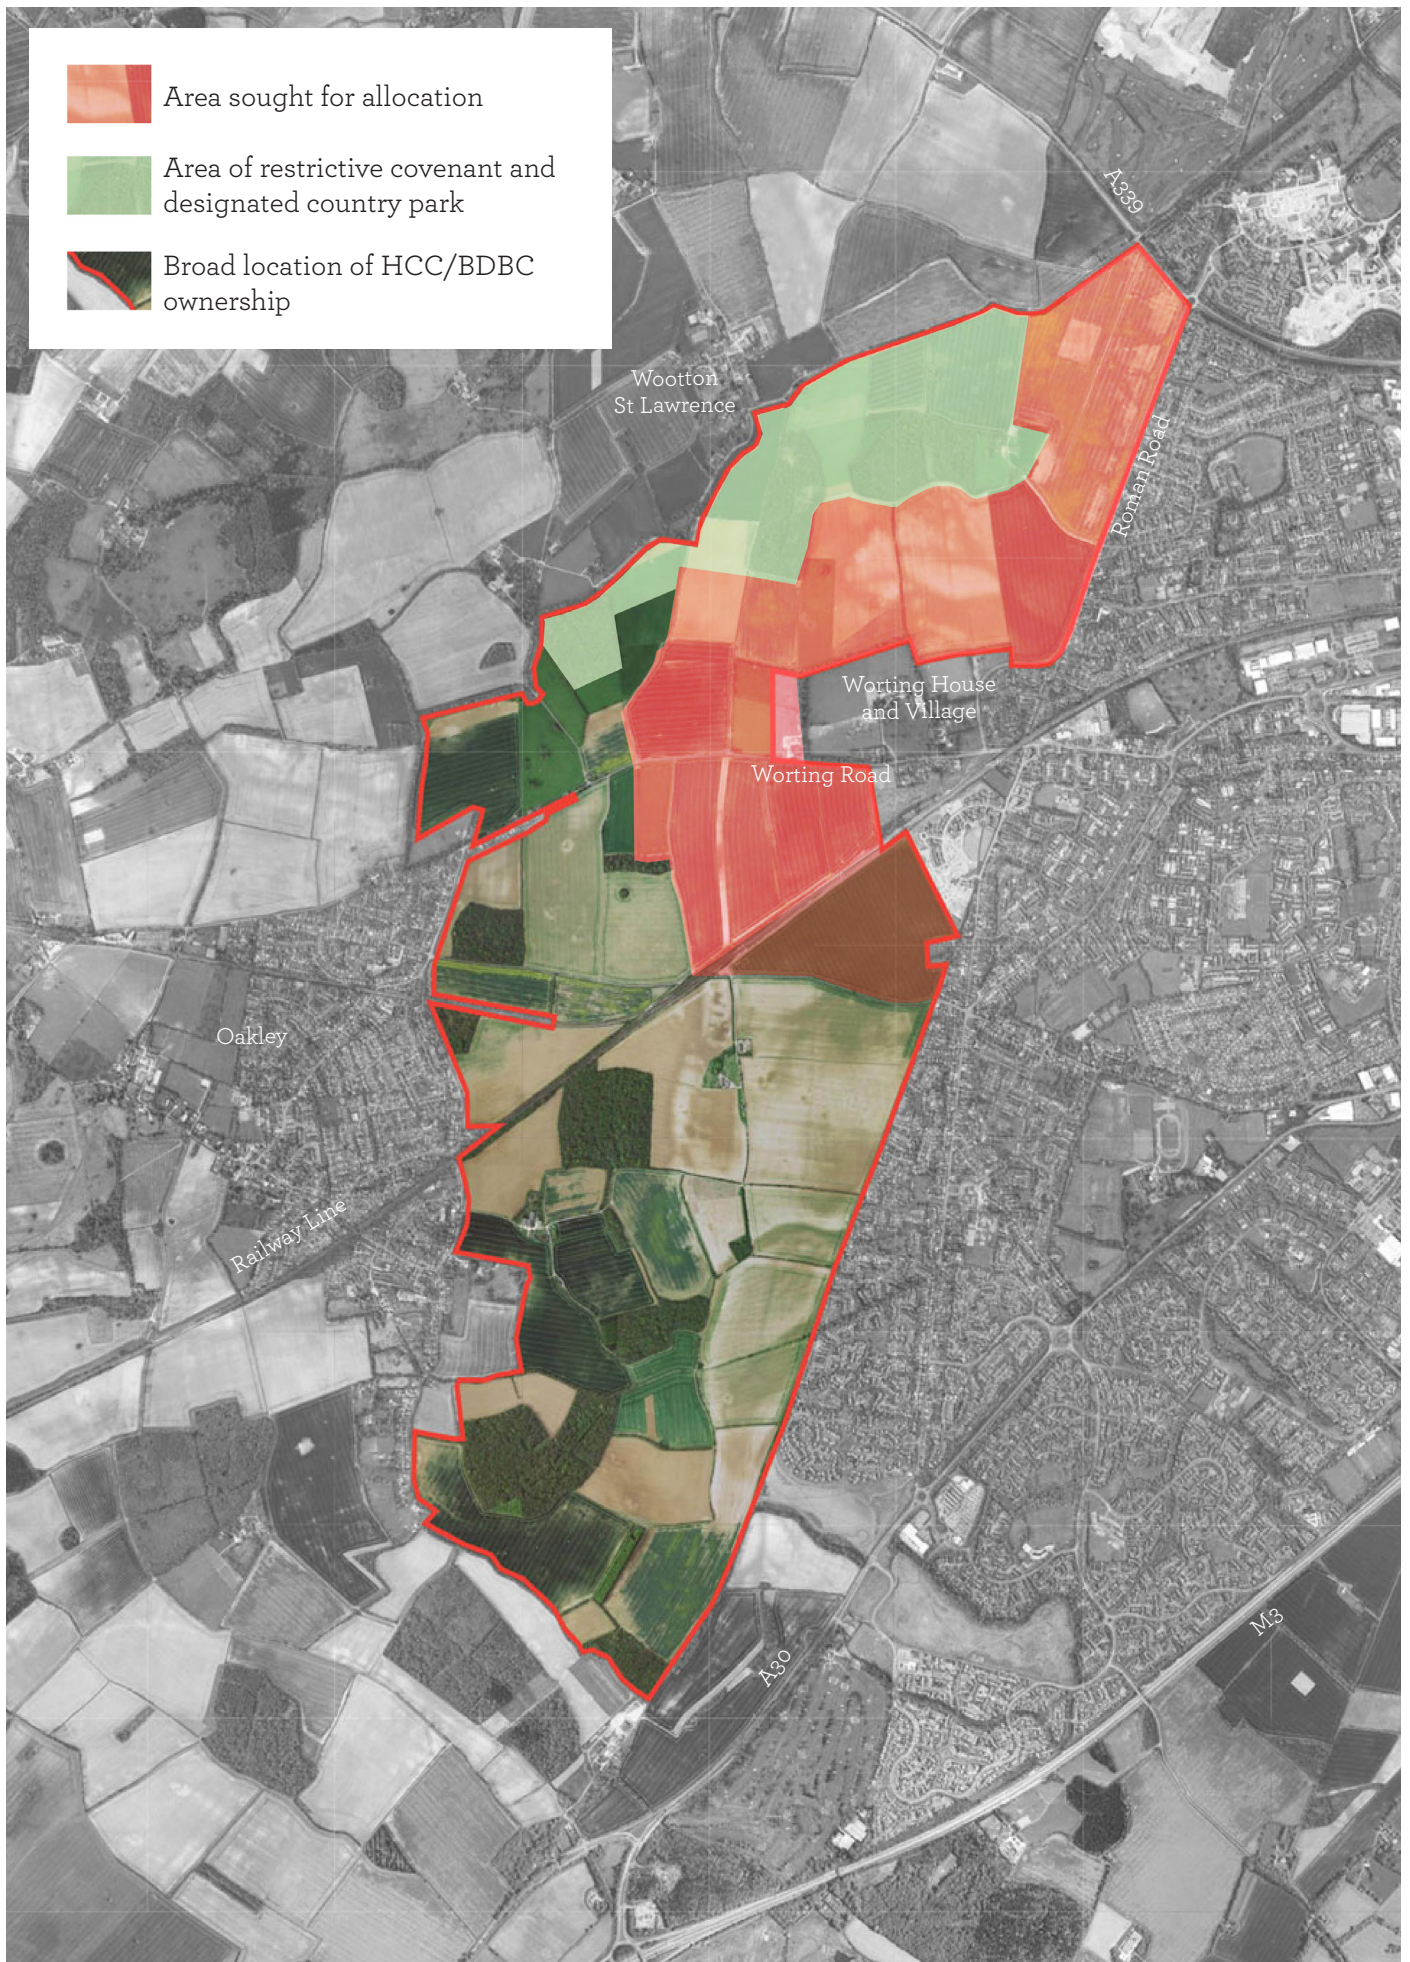 Area sought for allocation
Area of restrictive covenant and
designated country park
Broad location of HCC/BDBC
ownership
A339
Wootton
St Lawrence
Roman Road
Worting House
and Village
Worting Road
Oakley
Railway Line
M3
A30